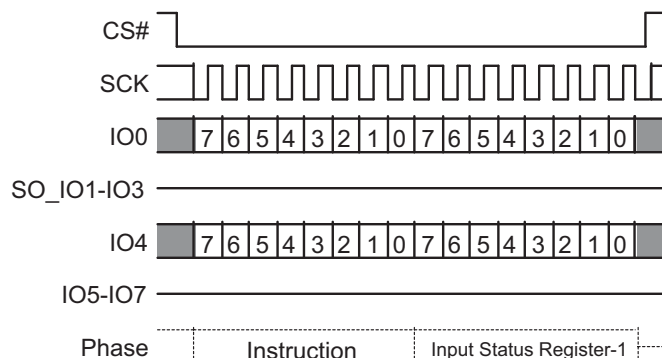 CS#
SCK
IO0 7 6 5 4 3 2 1 0 7 6 5 4 3 2 1 0
SO_IO1-IO3
IO4 7 6 5 4 3 2 1 0 7 6 5 4 3 2 1 0
IO5-IO7
Phase Instruction Input Status Register-1